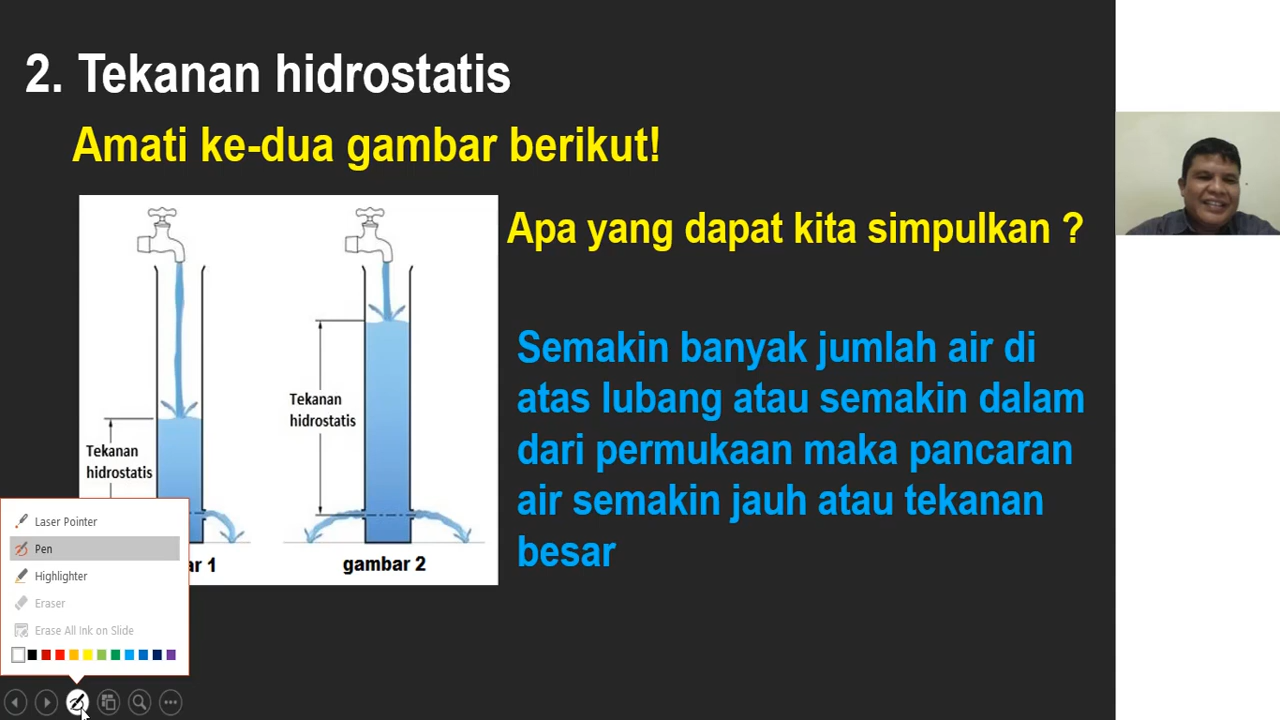 2. Tekanan hidrostatis
Amati ke-dua gambar berikut!
Apa yang dapat kita simpulkan ?
Semakin banyak jumlah air di
atas lubang atau semakin dalam
dari permukaan maka pancaran
air semakin jauh atau tekanan
besar
Tekanan
hidrostatis
Tekanan
hidrostatis
ar 1
gambar 2
Laser Pointer
Pen
Highlighter
Eraser
Erase All Ink on Slide